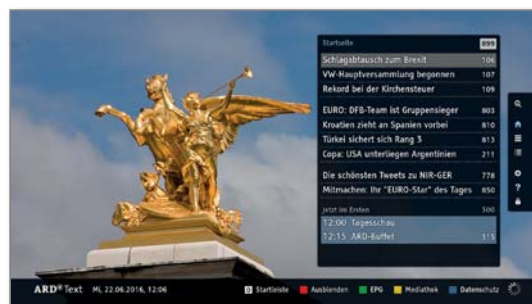 Startseite 899
Schlagabtausch zum Brexit 106
VW-Hauptversammlung begonnen 107
Rekord bei der Kirchensteuer 109
EURO: DFB-Team ist Gruppensieger 803
Kroatien zieht an Spanien vorbei 810
Türkei sichert sich Rang 3 813
Copa: USA unterliegen Argentinien 211
Die schönsten Tweets zu NIR-GER 778
Mitmachen: Ihr "EURO-Star" des Tages 850
Jetzt im Ersten 300
12:00 Tagesschau
12:15 ARD-Buffet 315
ARD Text Mi, 22.06.2016, 12:06 0 Startleiste Ausblenden EPG Mediathek Datenschutz